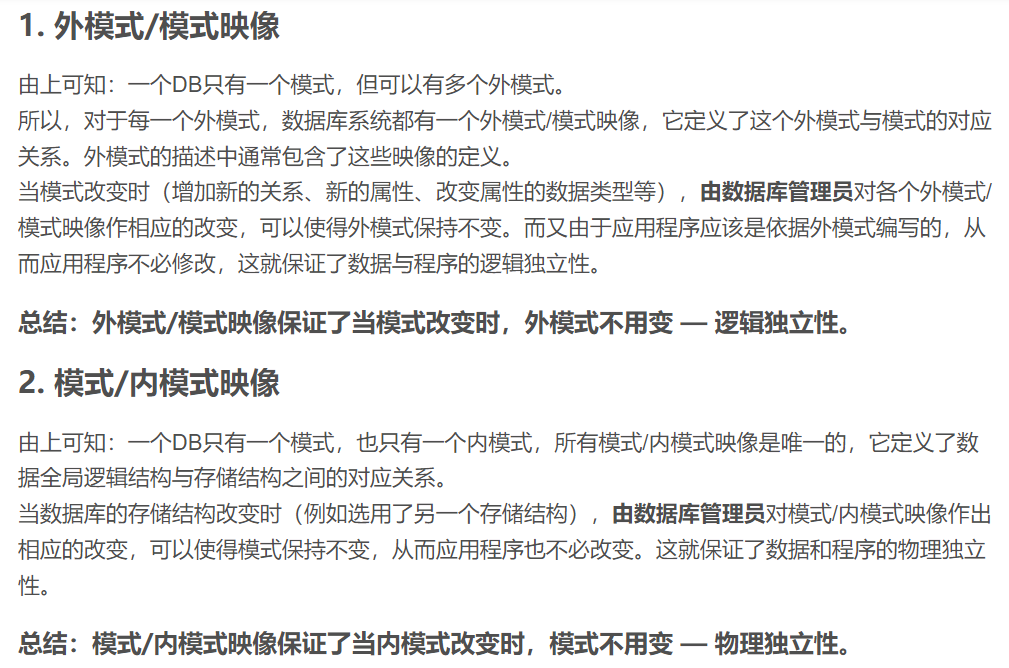 1. 外模式/模式映像
由上可知：一个DB只有一个模式，但可以有多个外模式。
所以，对于每一个外模式，数据库系统都有一个外模式/模式映像，它定义了这个外模式与模式的对应
关系。外模式的描述中通常包含了这些映像的定义。
当模式改变时（增加新的关系、新的属性、改变属性的数据类型等），由数据库管理员对各个外模式/
模式映像作相应的改变，可以使得外模式保持不变。而又由于应用程序应该是依据外模式编写的，从
而应用程序不必修改，这就保证了数据与程序的逻辑独立性。
总结：外模式/模式映像保证了当模式改变时，外模式不用变 — 逻辑独立性。
2. 模式/内模式映像
由上可知：一个DB只有一个模式，也只有一个内模式，所有模式/内模式映像是唯一的，它定义了数
据全局逻辑结构与存储结构之间的对应关系。
当数据库的存储结构改变时（例如选用了另一个存储结构），由数据库管理员对模式/内模式映像作出
相应的改变，可以使得模式保持不变，从而应用程序也不必改变。这就保证了数据和程序的物理独立
性。
总结：模式/内模式映像保证了当内模式改变时，模式不用变 — 物理独立性。